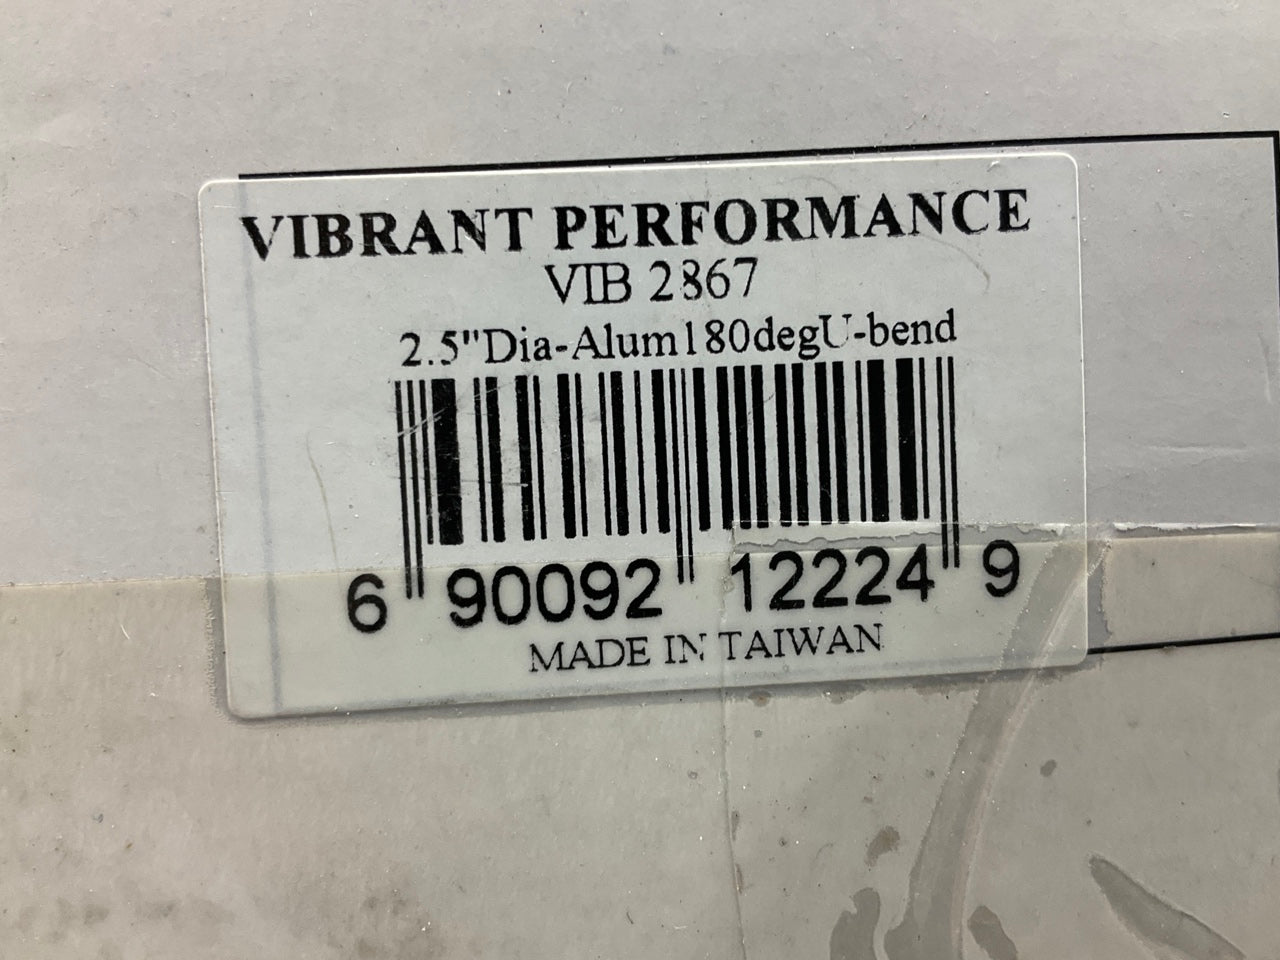 VIBRANT PERFORMANCE
VIB 2867
2.5"Dia-Alum180degU-bend
6 90092 12224 9
MADE IN TAIWAN